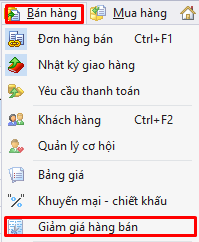 Bán hàng Mua hàng
Đơn hàng bán Ctrl+F1
Nhật ký giao hàng
Yêu cầu thanh toán
Khách hàng Ctrl+F2
Quản lý cơ hội
Bảng giá
"%" Khuyến mại - chiết khấu
Giảm giá hàng bán